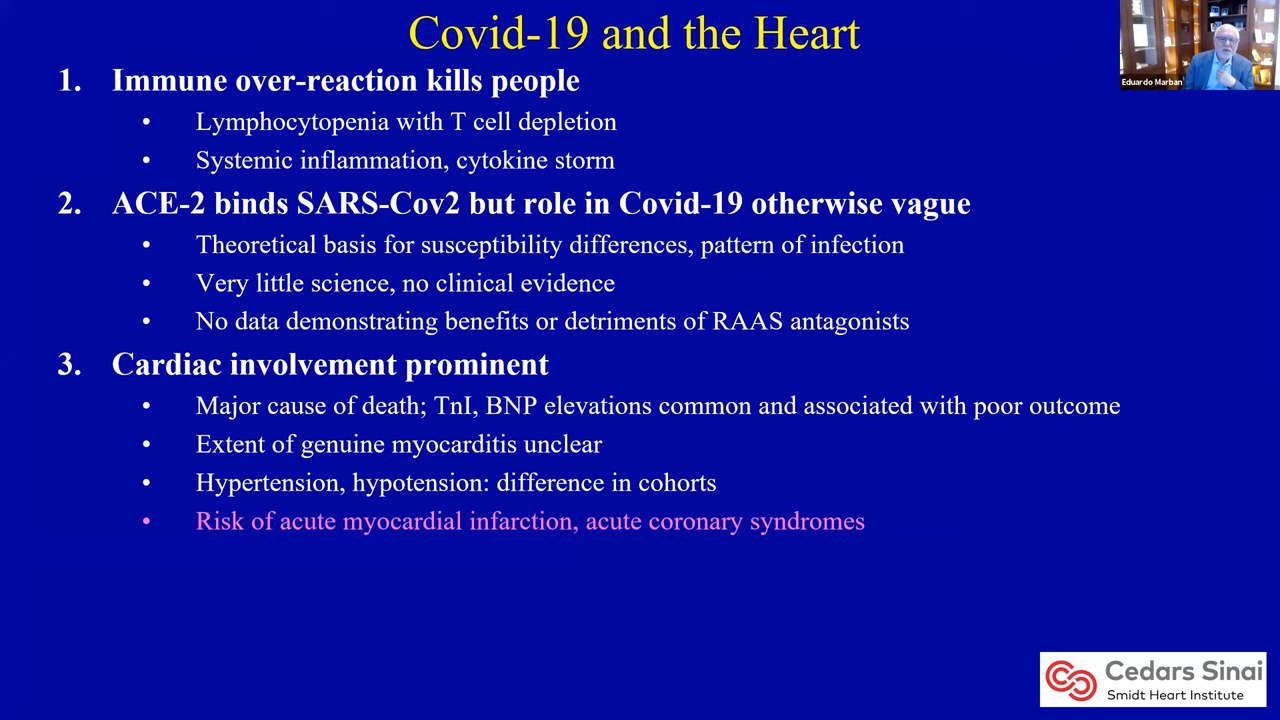 Covid-19 and the Heart
Eduardo Marban
1. Immune over-reaction kills people
• Lymphocytopenia with T cell depletion
• Systemic inflammation, cytokine storm
2. ACE-2 binds SARS-Cov2 but role in Covid-19 otherwise vague
• Theoretical basis for susceptibility differences, pattern of infection
• Very little science, no clinical evidence
• No data demonstrating benefits or detriments of RAAS antagonists
3. Cardiac involvement prominent
• Major cause of death; TnI, BNP elevations common and associated with poor outcome
• Extent of genuine myocarditis unclear
• Hypertension, hypotension: difference in cohorts
• Risk of acute myocardial infarction, acute coronary syndromes
Cedars Sinai
Smidt Heart Institute